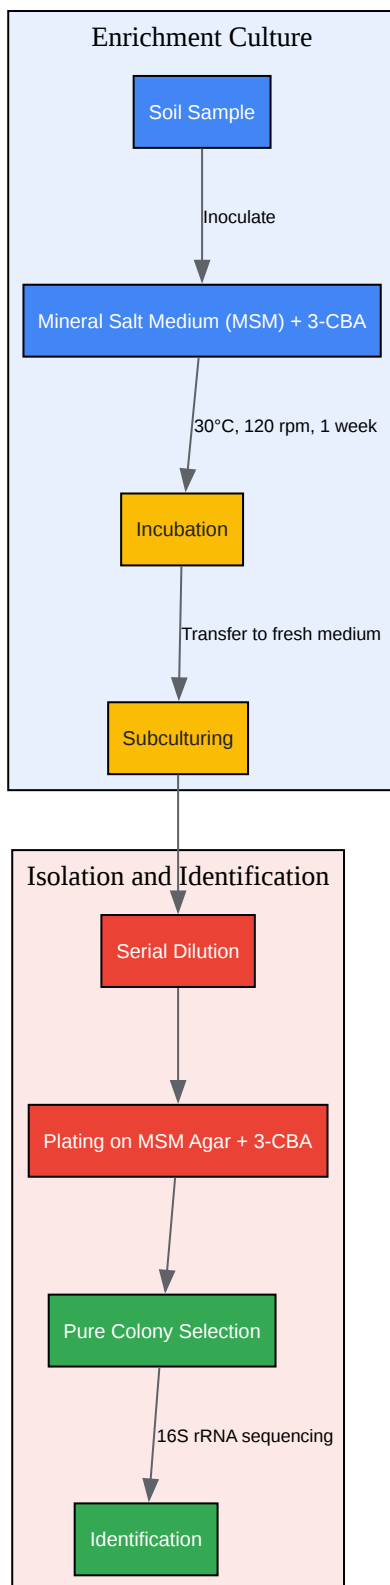 Enrichment Culture
Soil Sample
Inoculate
Mineral Salt Medium (MSM) + 3-CBA
30°C, 120 rpm, 1 week
Incubation
Transfer to fresh medium
Subculturing
Isolation and Identification
Serial Dilution
Plating on MSM Agar + 3-CBA
Pure Colony Selection
16S rRNA sequencing
Identification